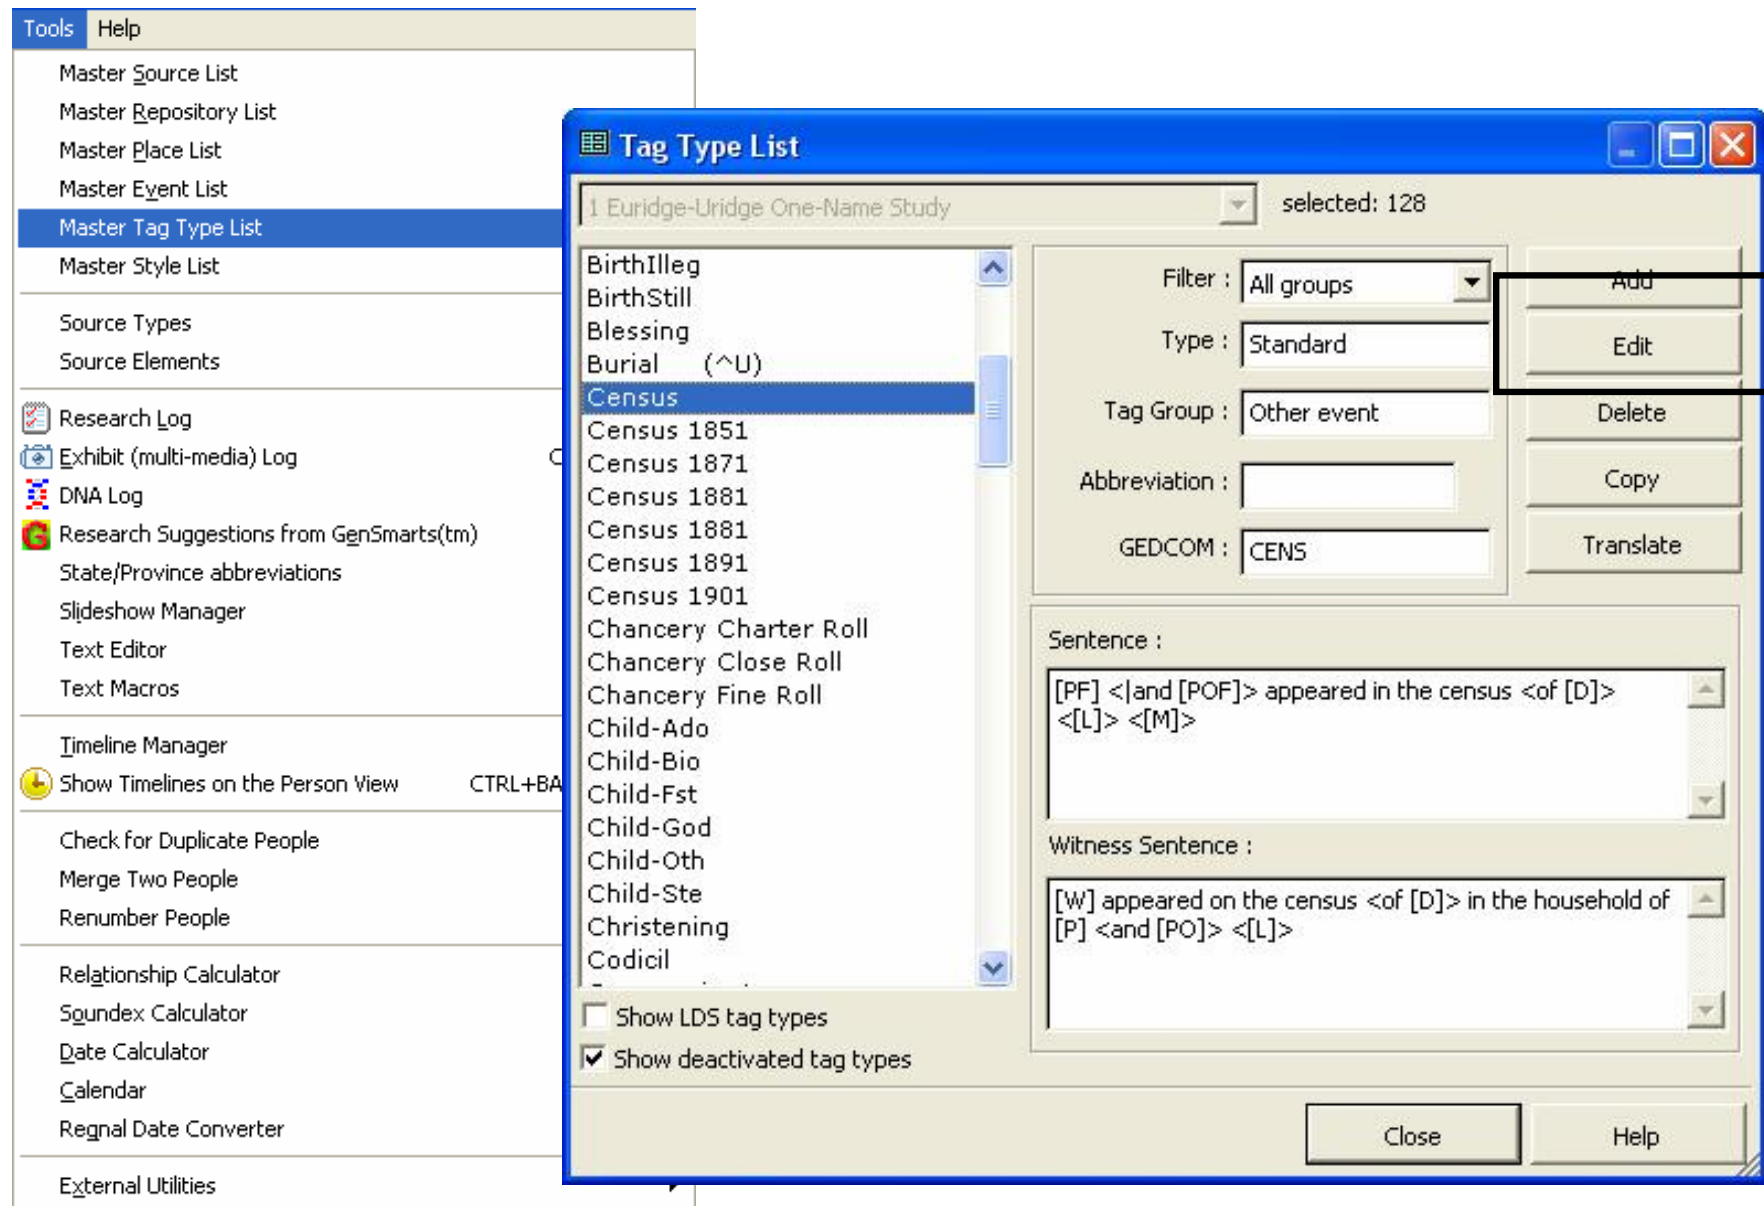 Tools Help
Master Source List
Master Repository List
Master Place List
Master Event List
Master Tag Type List
Master Style List
Source Types
Source Elements
Research Log
Exhibit (multi-media) Log C
DNA Log
Research Suggestions from GenSmarts(tm)
State/Province abbreviations
Slideshow Manager
Text Editor
Text Macros
Timeline Manager
Show Timelines on the Person View CTRL+BA
Check for Duplicate People
Merge Two People
Renumber People
Relationship Calculator
Soundex Calculator
Date Calculator
Calendar
Regnal Date Converter
External Utilities
Tag Type List
1 Euridge-Uridge One-Name Study
selected: 128
BirthIlleg
BirthStill
Blessing
Burial (^U)
Census
Census 1851
Census 1871
Census 1881
Census 1881
Census 1891
Census 1901
Chancery Charter Roll
Chancery Close Roll
Chancery Fine Roll
Child-Ado
Child-Bio
Child-Fst
Child-God
Child-Oth
Child-Ste
Christening
Codicil
Show LDS tag types
Show deactivated tag types
Filter : All groups
Type : Standard
Tag Group : Other event
Abbreviation :
GEDCOM : CENS
Add
Edit
Delete
Copy
Translate
Sentence :
[PF] <|and [POF]> appeared in the census <of [D]>
<[L]> <[M]>
Witness Sentence :
[W] appeared on the census <of [D]> in the household of
[P] <and [PO]> <[L]>
Close
Help